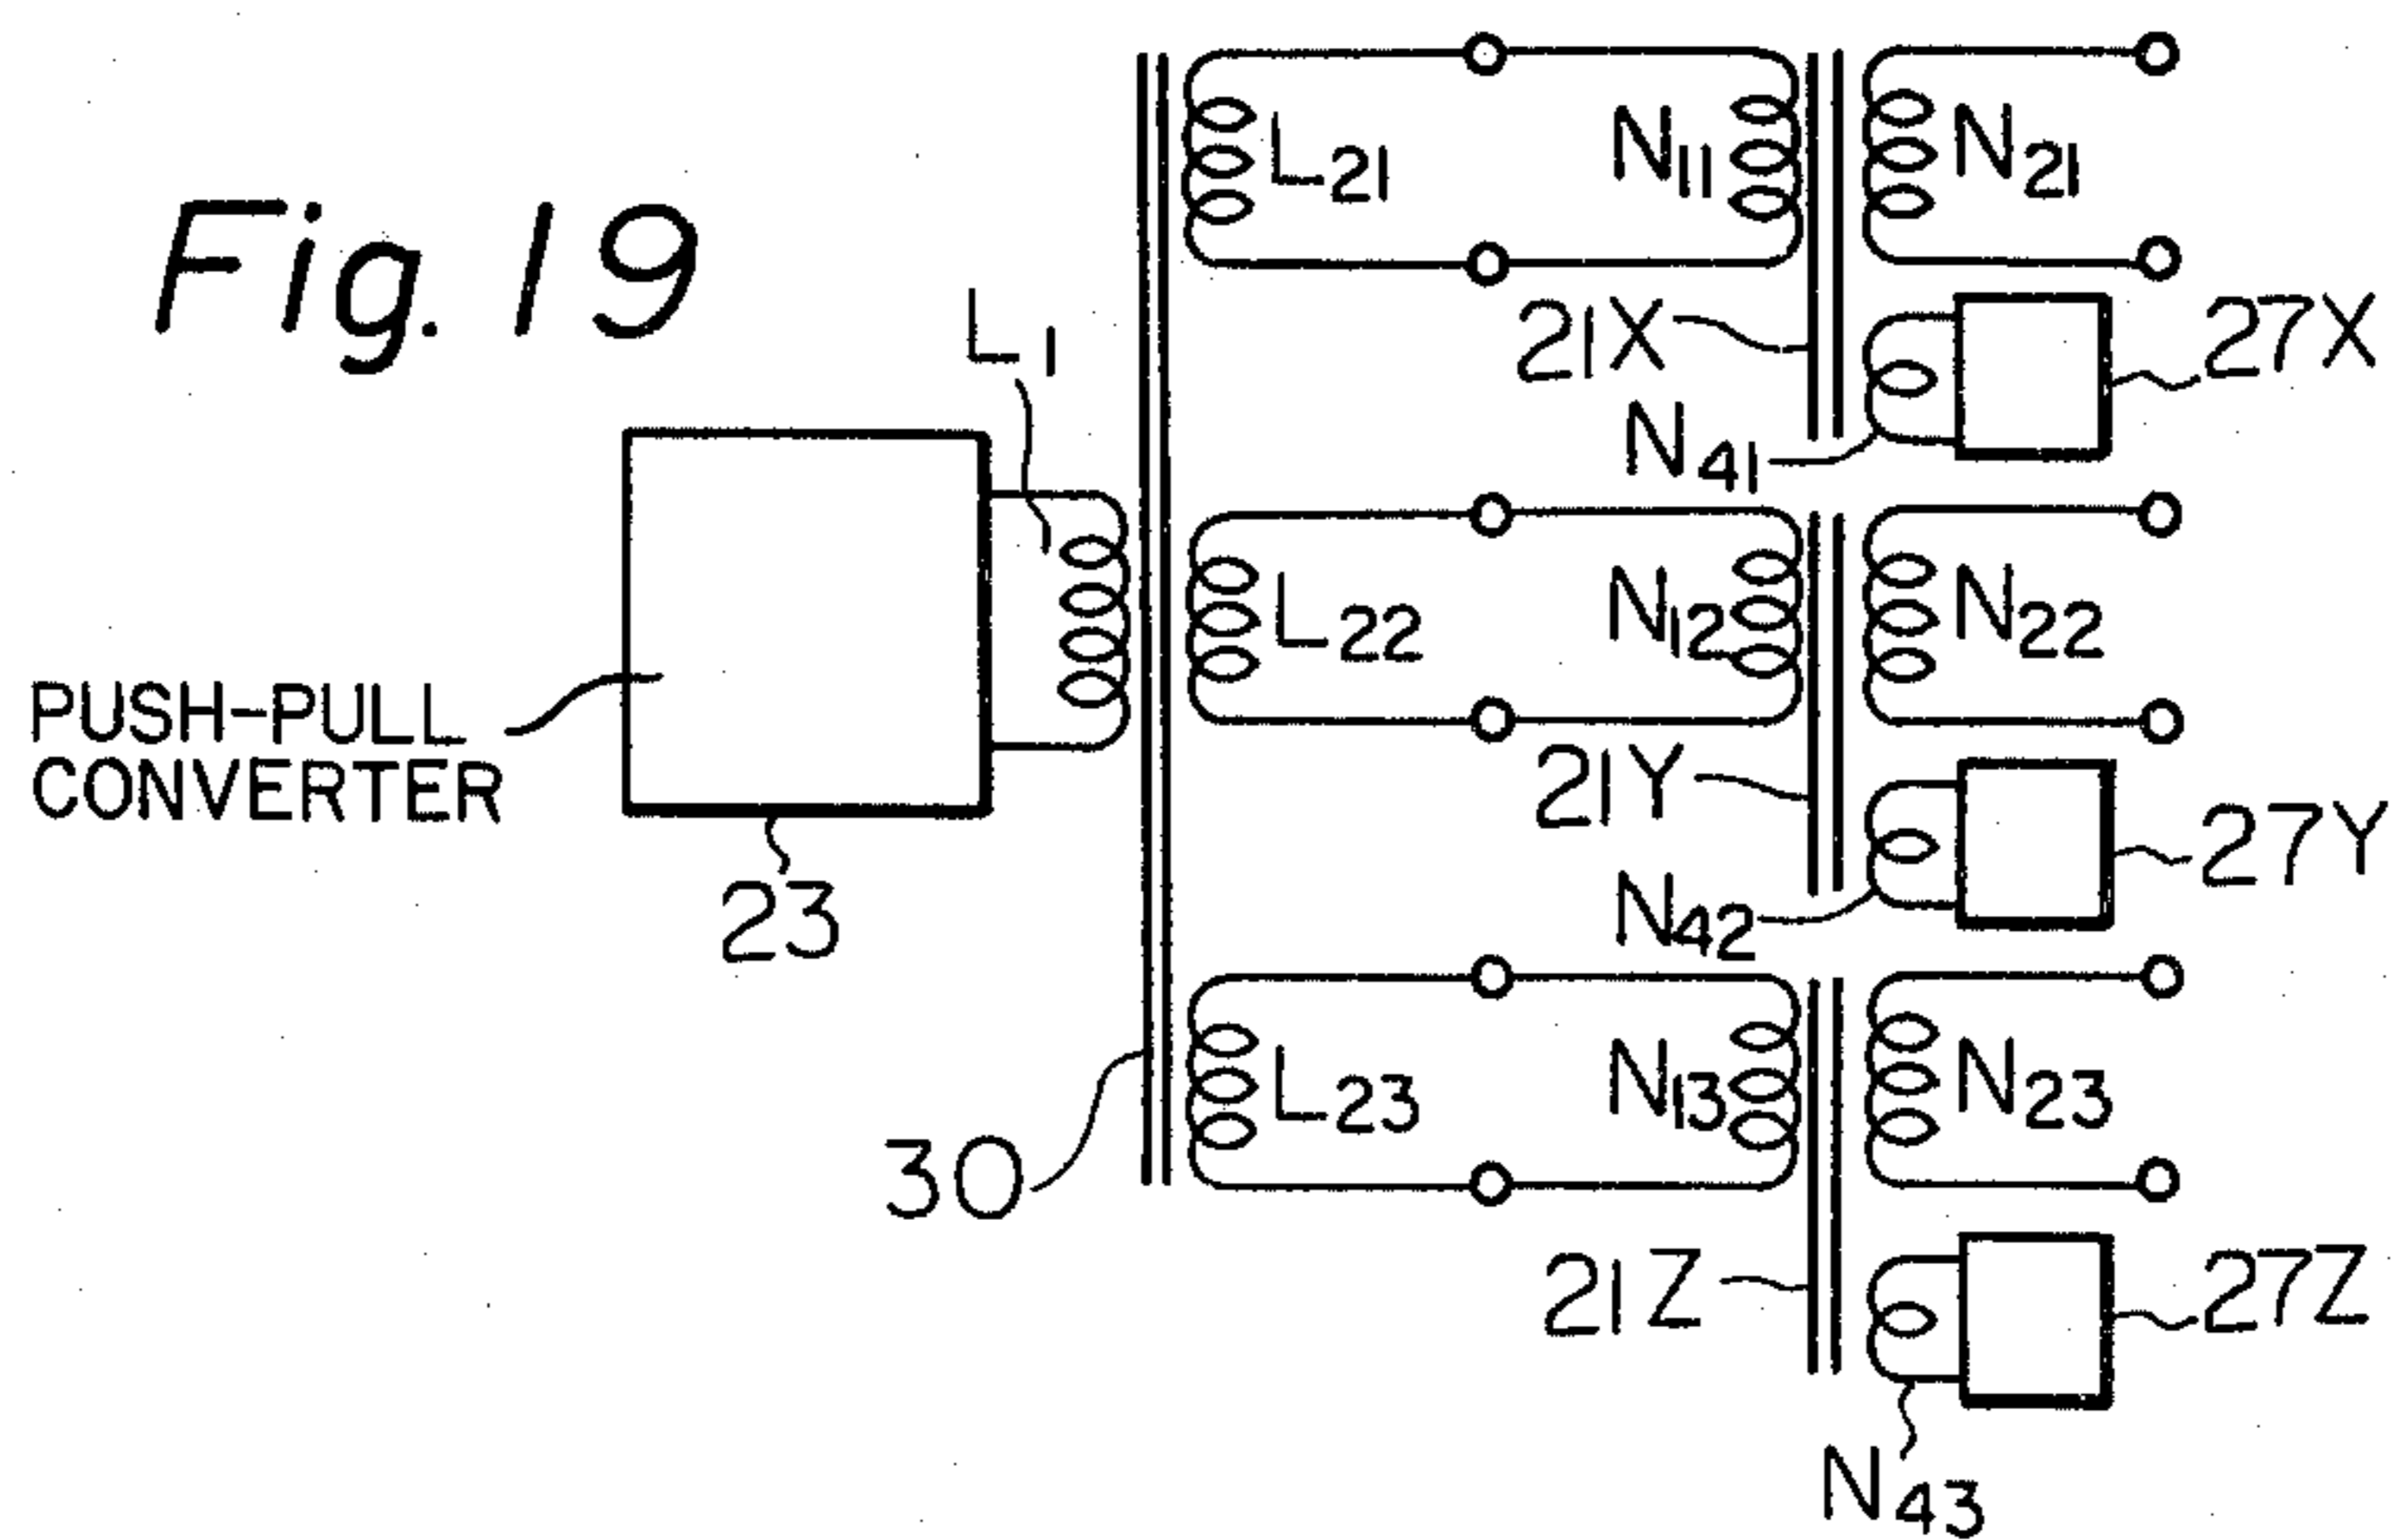 Fig. 19
L1
L21
N11
N21
21X
27X
N41
PUSH-PULL
CONVERTER
23
L22
N12
N22
21Y
27Y
N42
30
L23
N13
N23
21Z
27Z
N43